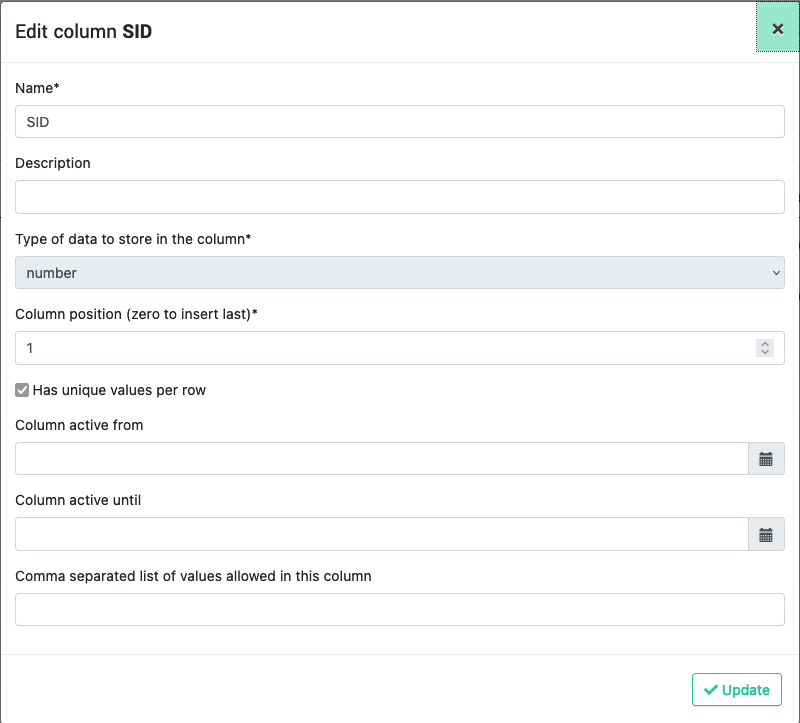 Edit column SID
Name*
SID
Description
Type of data to store in the column*
number
Column position (zero to insert last)*
1
Has unique values per row
Column active from
Column active until
Comma separated list of values allowed in this column
Update